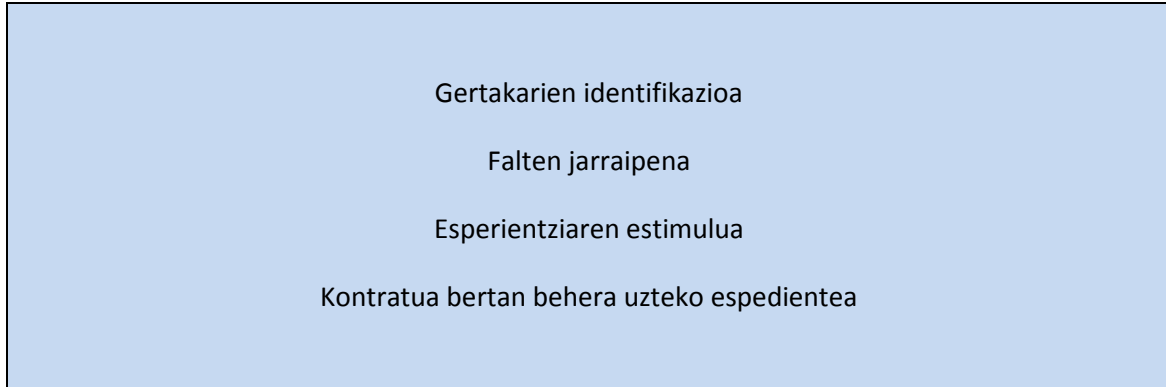 Gertakarien identifikazioa
Falten jarraipena
Esperientziaren estimulua
Kontratua bertan behera uzteko espedientea